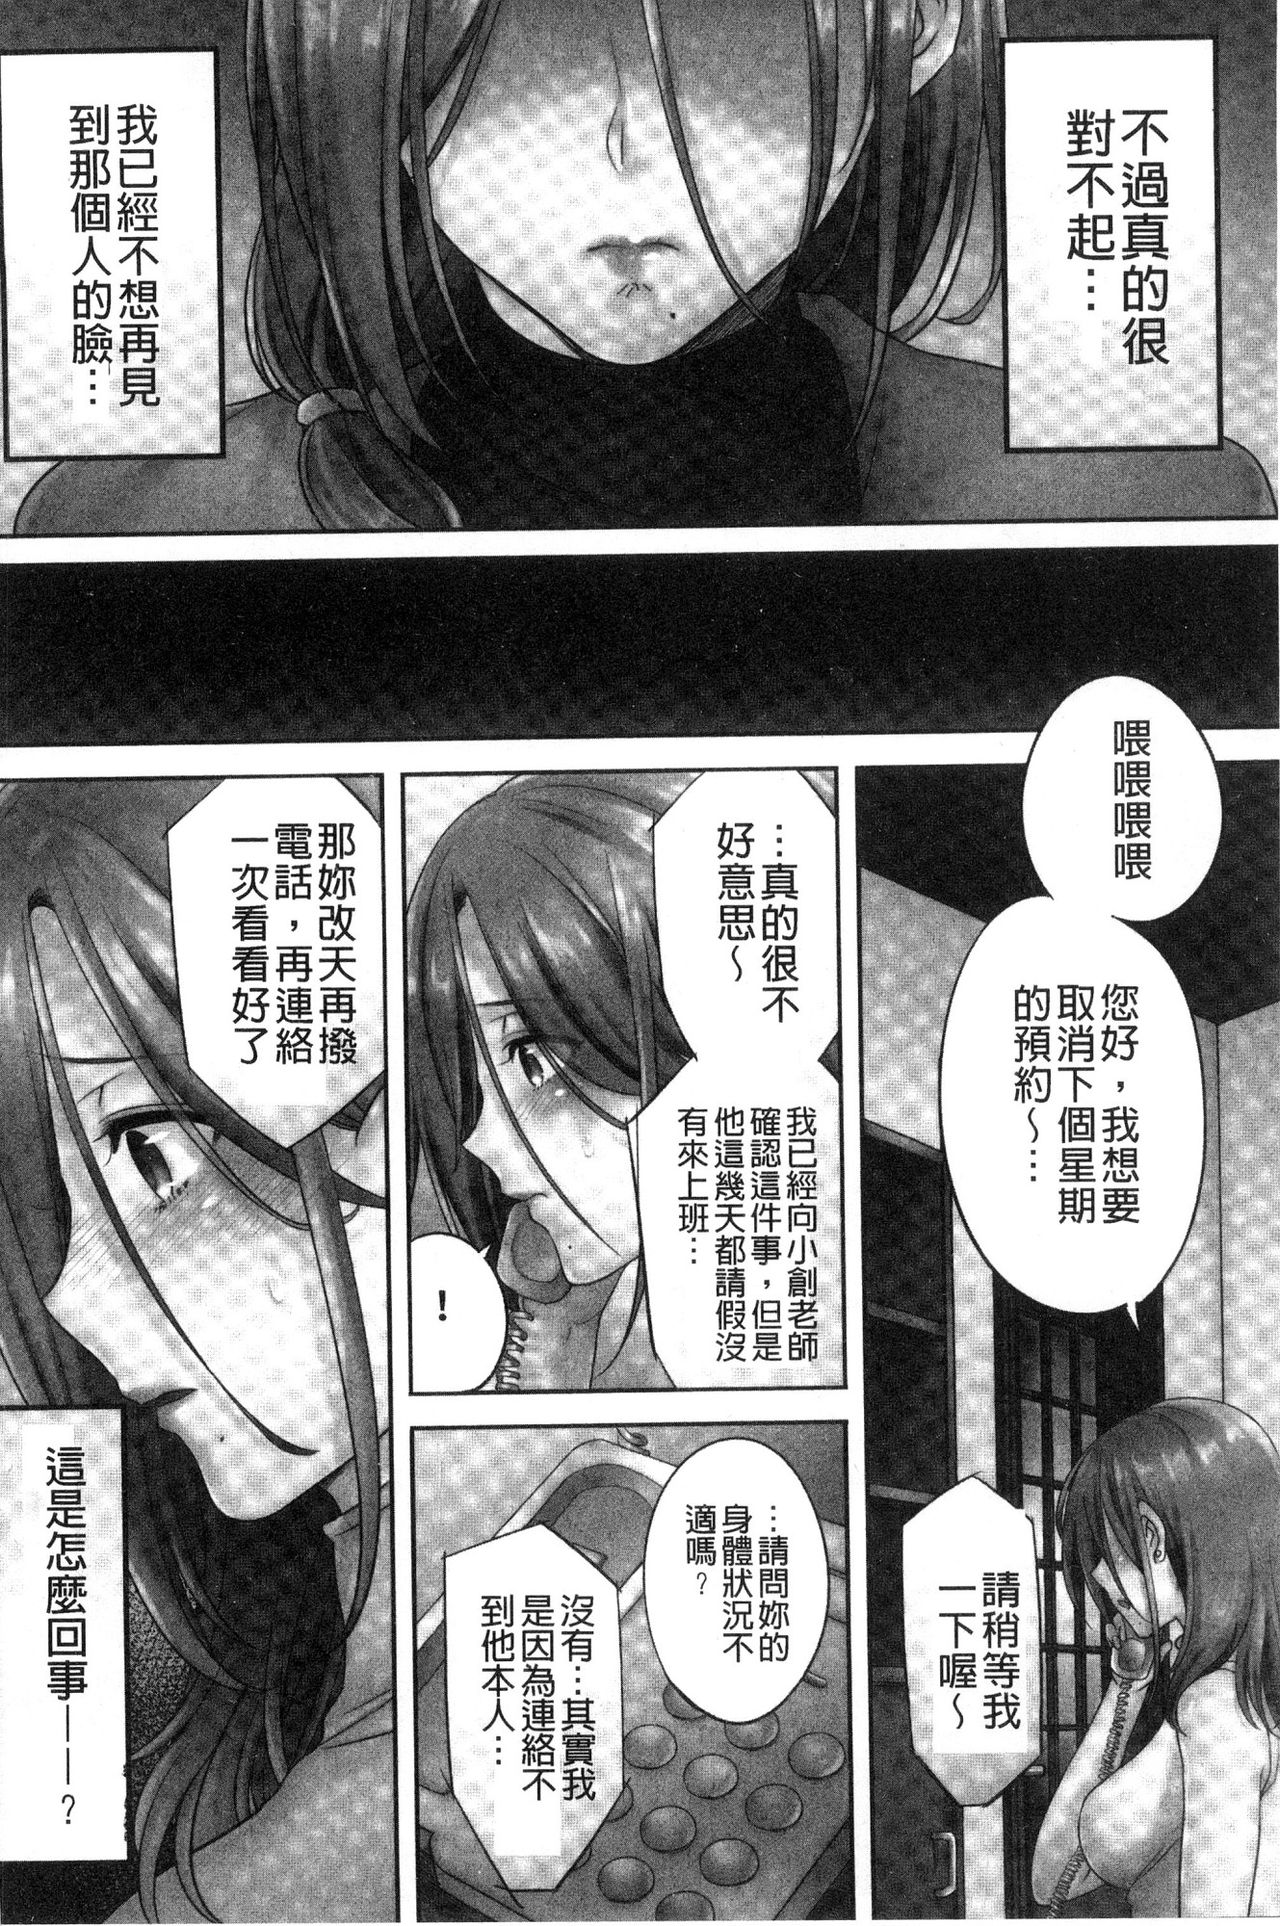 不過真的很
對不起…
我已經不想再見
到那個人的臉…
喂喂喂喂
您好，我想要
取消下個星期
的預約～…
請稍等我
一下喔～
…真的很不
好意思～
我已經向小創老師
確認這件事，但是
他這幾天都請假沒
有來上班…
！
…請問妳的
身體狀況不
適嗎？
沒有…其實我
是因為連絡不
到他本人…
那妳改天再撥
電話，再連絡
一次看看好了
這是怎麼回事——？